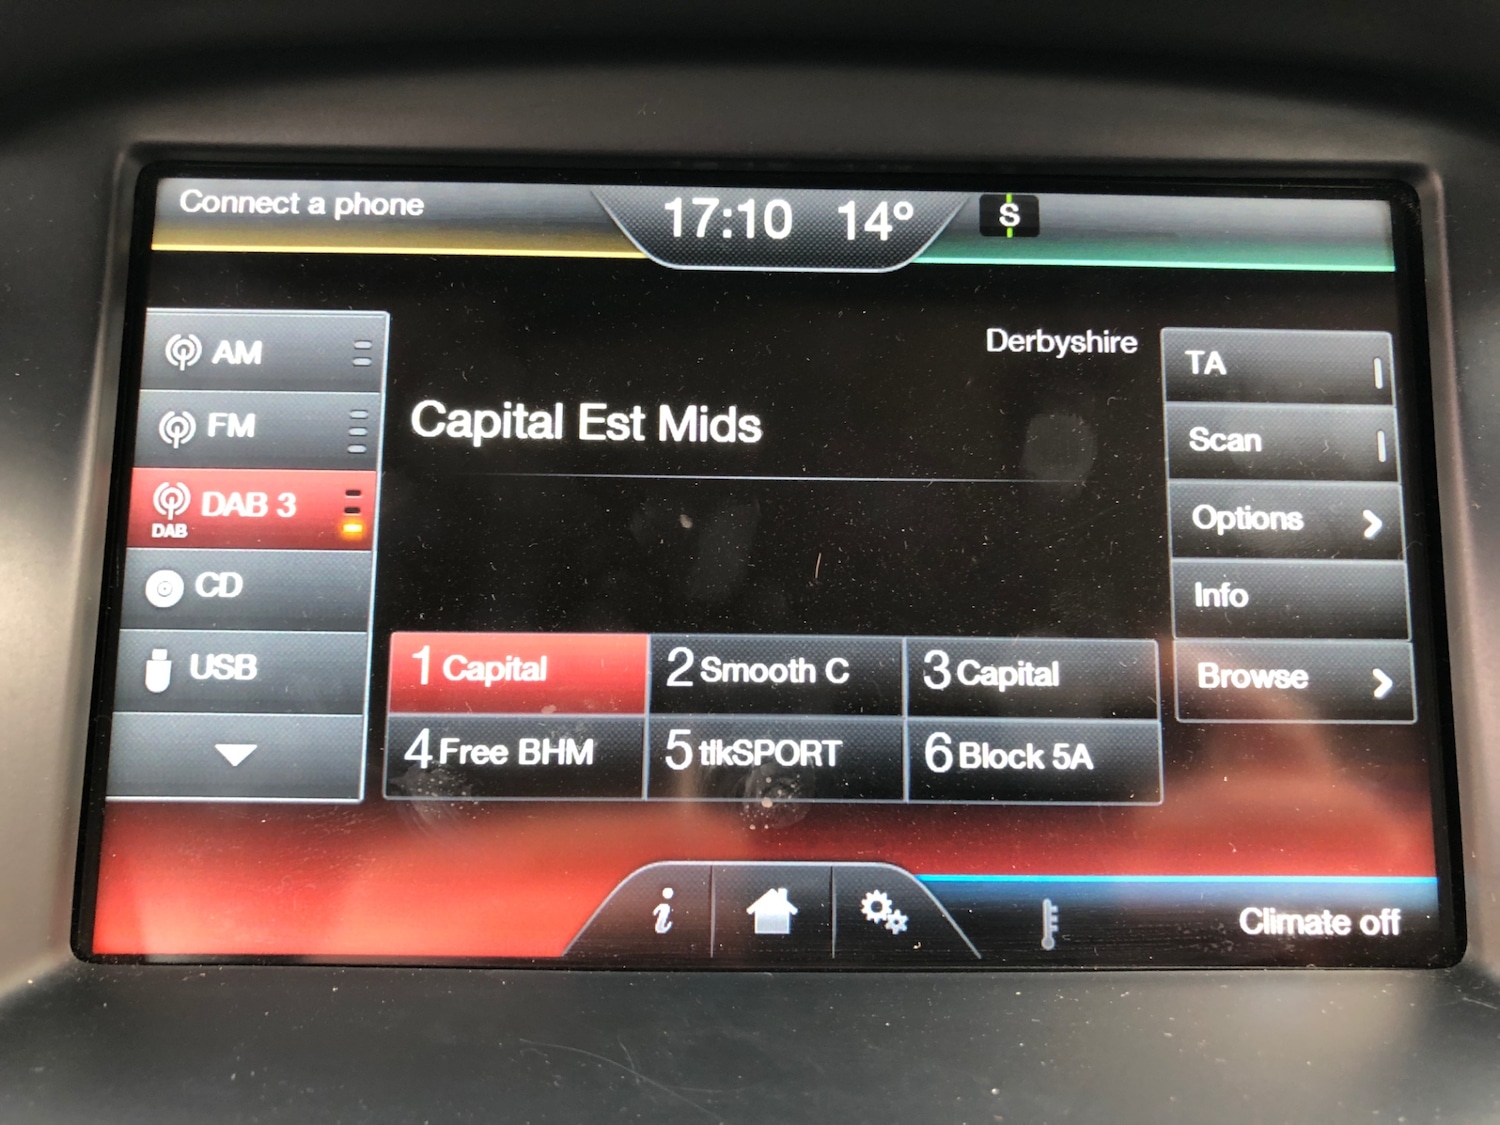 Connect a phone
17:10 14°
S
AM
FM
DAB 3
DAB
CD
USB
Derbyshire
Capital Est Mids
TA
Scan
Options
Info
Browse
1 Capital
2 Smooth C
3 Capital
4 Free BHM
5 tlkSPORT
6 Block 5A
i
Climate off